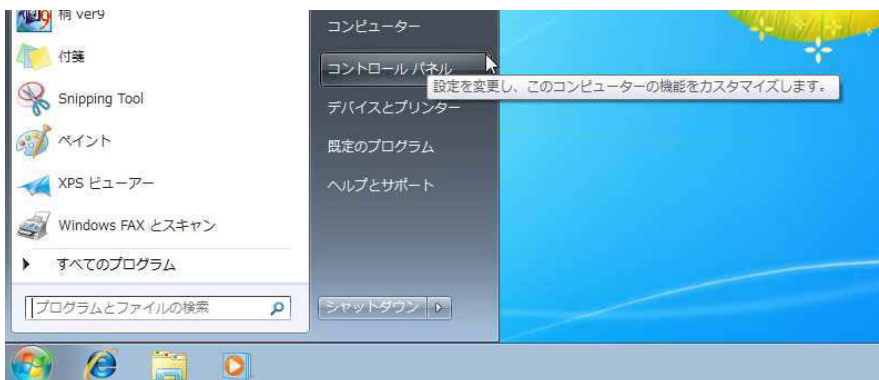 桐 ver9
付箋
Snipping Tool
ペイント
XPS ビューアー
Windows FAX とスキャン
すべてのプログラム
プログラムとファイルの検索
コンピューター
コントロール パネル
設定を変更し、このコンピューターの機能をカスタマイズします。
デバイスとプリンター
既定のプログラム
ヘルプとサポート
シャットダウン